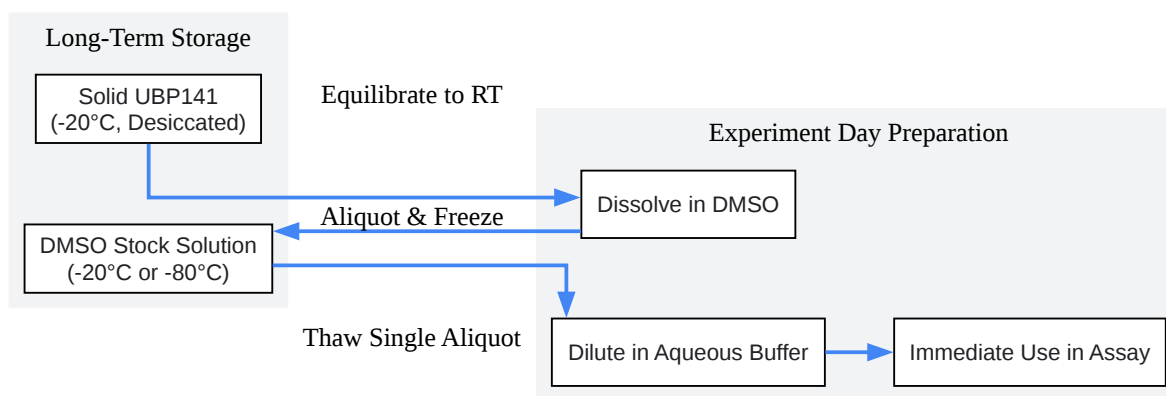 Long-Term Storage
Solid UBP141
(-20°C, Desiccated)
Equilibrate to RT
Experiment Day Preparation
Dissolve in DMSO
Aliquot & Freeze
DMSO Stock Solution
(-20°C or -80°C)
Thaw Single Aliquot
Dilute in Aqueous Buffer
Immediate Use in Assay